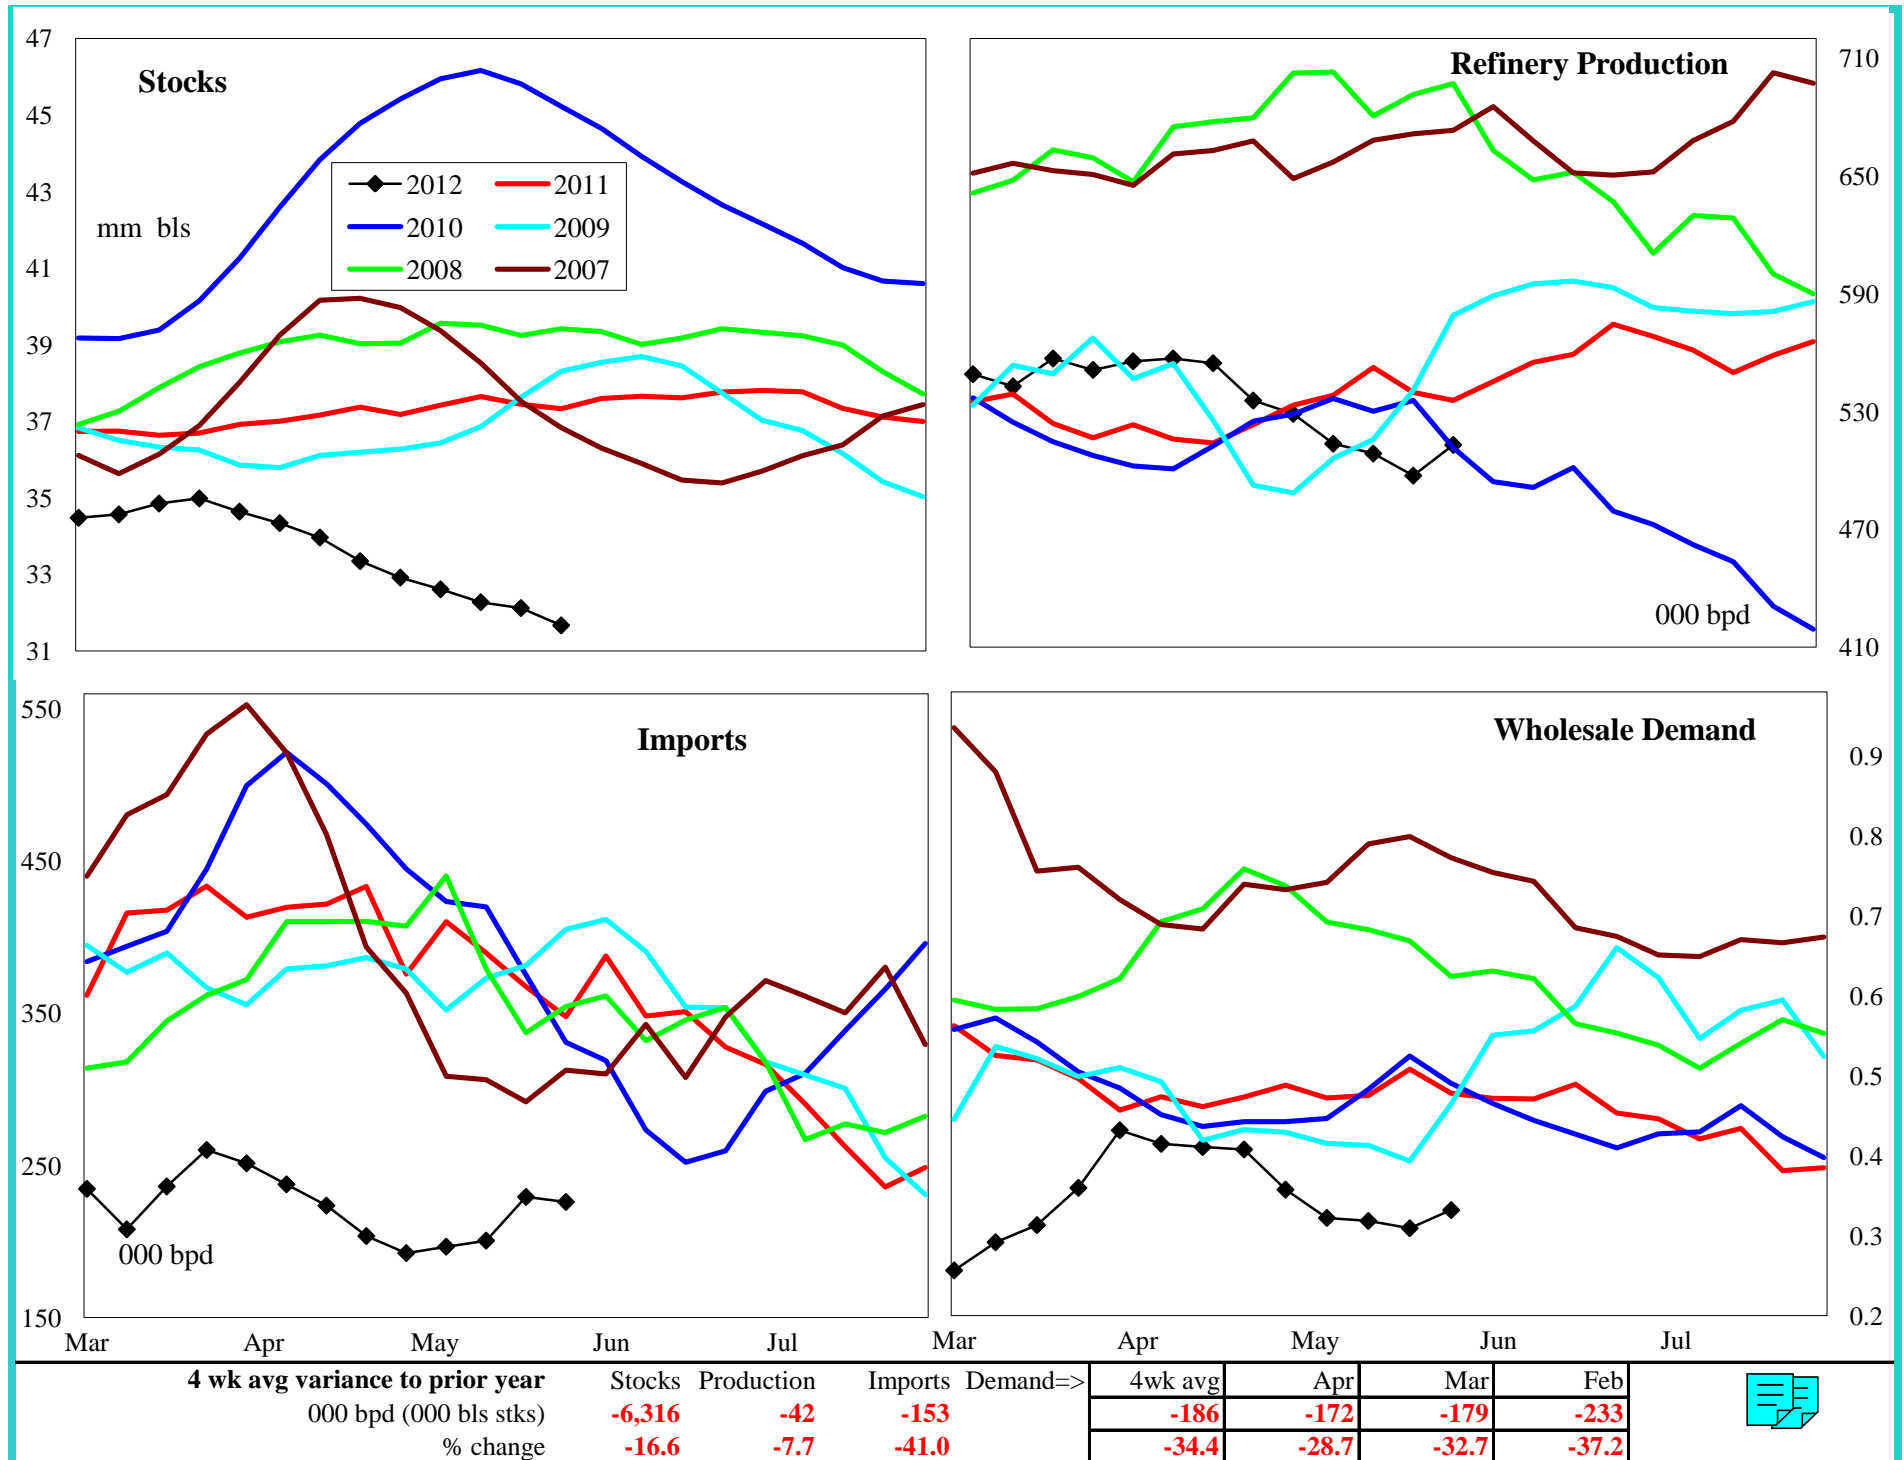 47
45
43
41
39
37
35
33
31
Stocks
mm bls
2012 2011
2010 2009
2008 2007
Refinery Production
000 bpd
710
650
590
530
470
410
550
450
350
250
150
Imports
000 bpd
Mar Apr May Jun Jul
Wholesale Demand
0.9
0.8
0.7
0.6
0.5
0.4
0.3
0.2
Mar Apr May Jun Jul
4 wk avg variance to prior year Stocks Production Imports Demand=> 4wk avg Apr Mar Feb
000 bpd (000 bls stks) -6,316 -42 -153 -186 -172 -179 -233
% change -16.6 -7.7 -41.0 -34.4 -28.7 -32.7 -37.2